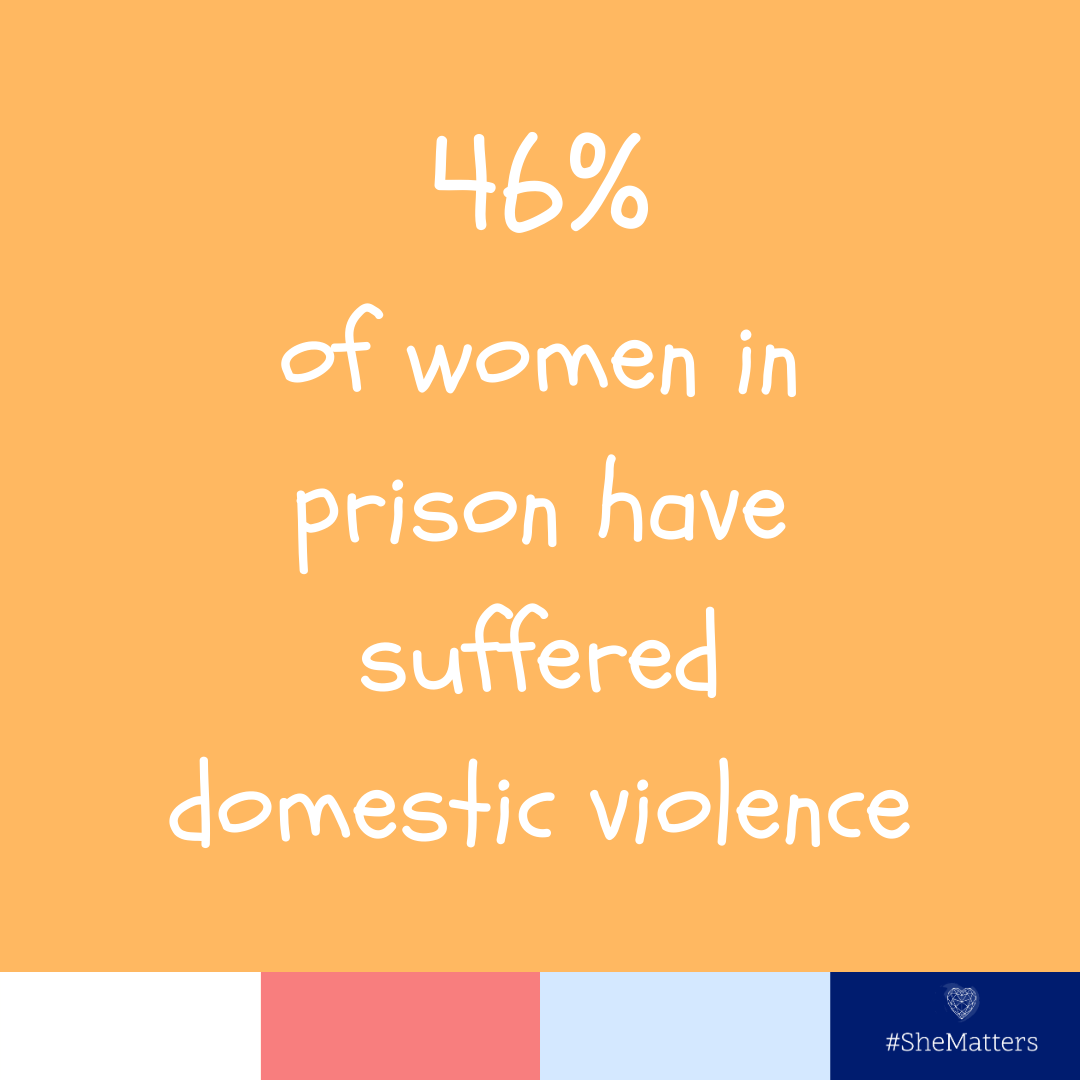 46%
of women in
prison have
suffered
domestic violence
#SheMatters